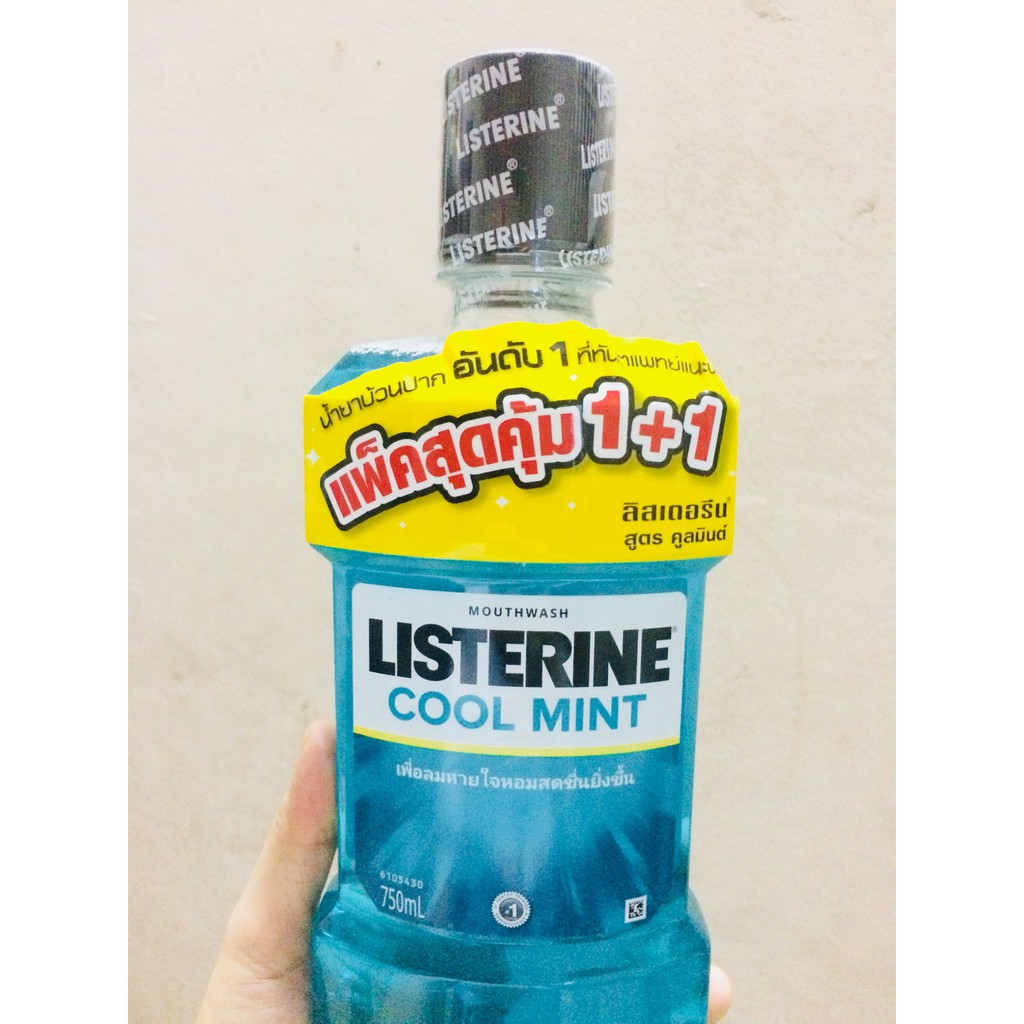 LISTERINE
LISTERINE®
LISTERINE®
LISTERINE®
น้ำยาบ้วนปาก อันดับ 1
แพ็คสุดคุ้ม 1+1
ลิสเตอรีน®
สูตร คูลมินต์
MOUTHWASH
LISTERINE®
COOL MINT
เพื่อลมหายใจหอมสดชื่นยิ่งขึ้น
6105430
750mL
#1